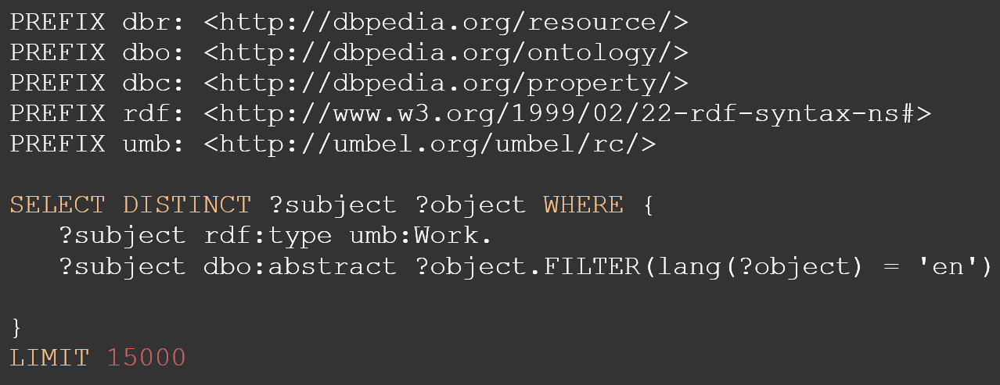 PREFIX dbr: <http://dbpedia.org/resource/>
PREFIX dbo: <http://dbpedia.org/ontology/>
PREFIX dbc: <http://dbpedia.org/property/>
PREFIX rdf: <http://www.w3.org/1999/02/22-rdf-syntax-ns#>
PREFIX umb: <http://umbel.org/umbel/rc/>
SELECT DISTINCT ?subject ?object WHERE {
?subject rdf:type umb:Work.
?subject dbo:abstract ?object.FILTER(lang(?object) = 'en')
}
LIMIT 15000